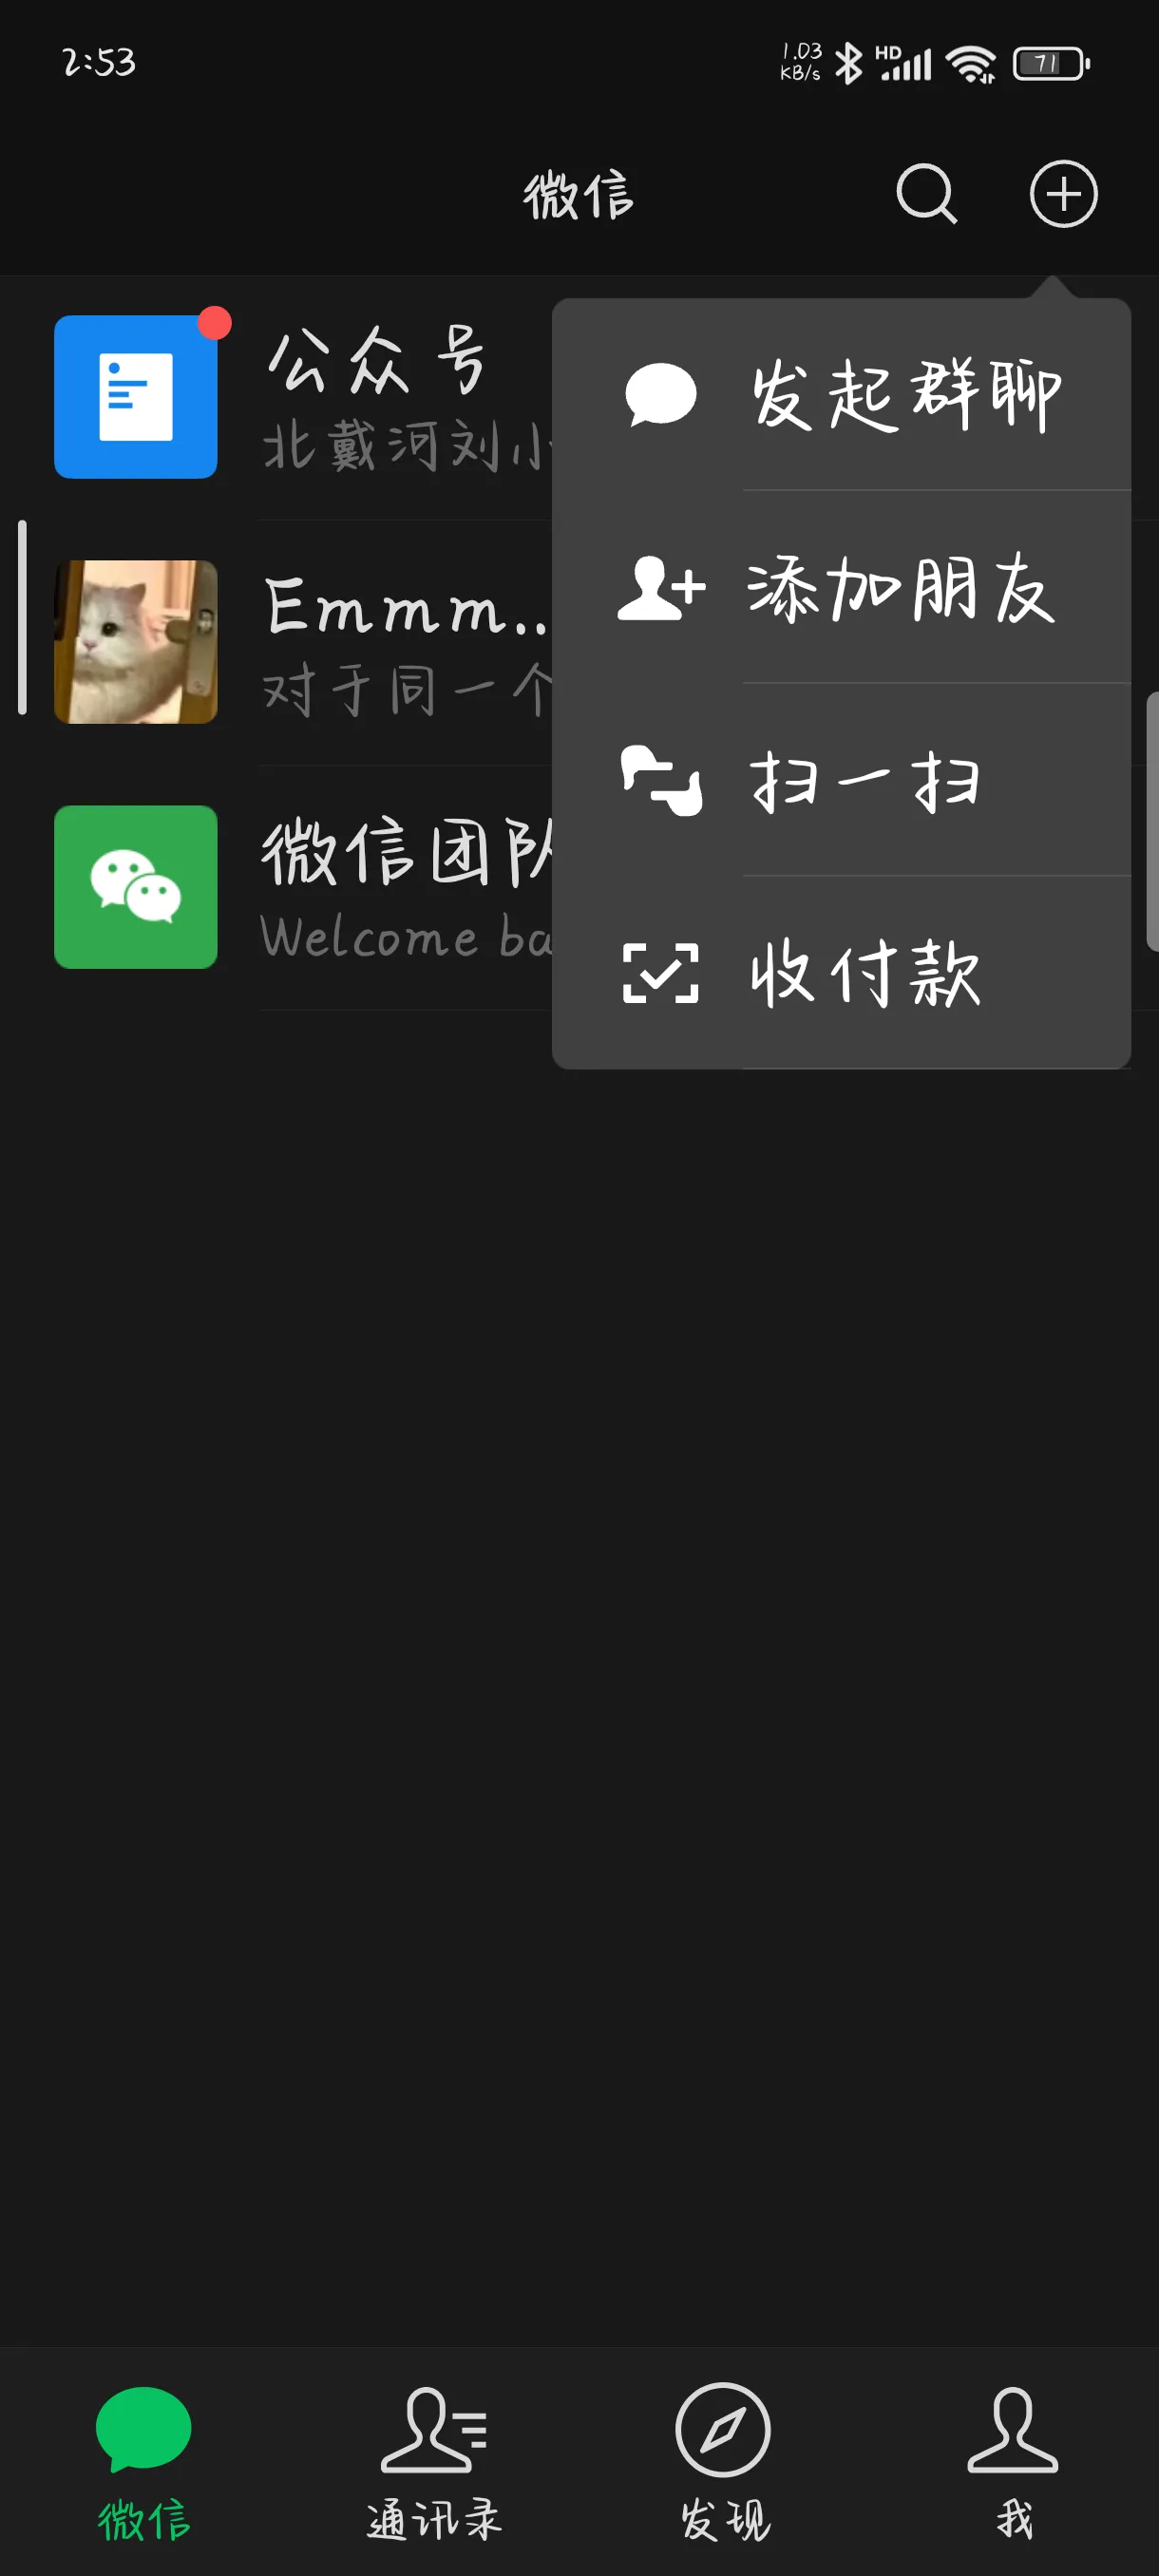 2:53
1.03
KB/s
HD
71
微信
公众号
北戴河刘小
Emmm..
对于同一个
微信团队
Welcome ba
发起群聊
添加朋友
扫一扫
收付款
微信
通讯录
发现
我